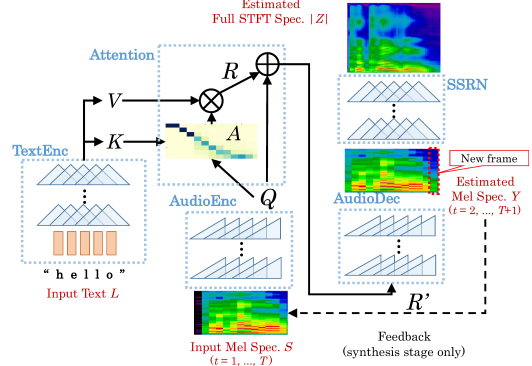 Estimated
Full STFT Spec. |Z|
Attention
R
V
SSRN
A
TextEnc
K
New frame
Q
AudioEnc
AudioDec
Estimated
Mel Spec. Y
(t = 2, ..., T+1)
“hello”
Input Text L
R’
Input Mel Spec. S
(t = 1, ..., T)
Feedback
(synthesis stage only)